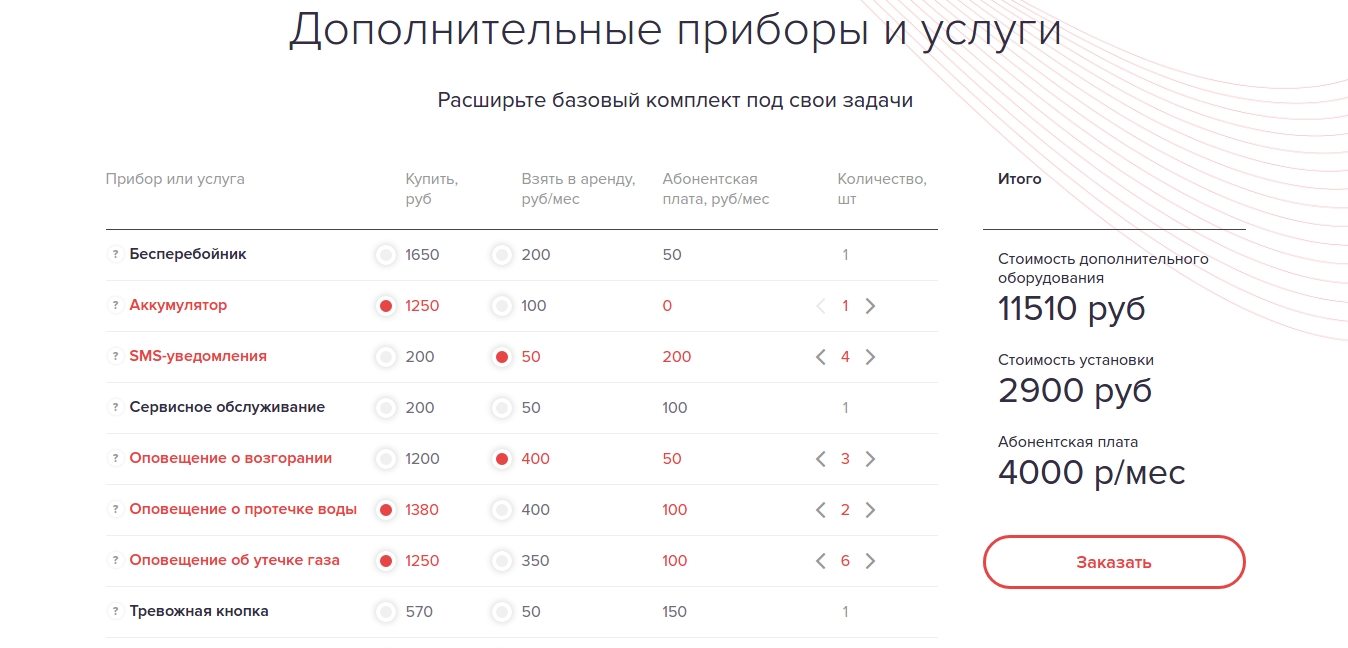 Дополнительные приборы и услуги
Расширьте базовый комплект под свои задачи
Прибор или услуга
Купить,
руб
Взять в аренду,
руб/мес
Абонентская
плата, руб/мес
Количество,
шт
? Бесперебойник 1650 200 50 1
? Аккумулятор 1250 100 0 1
? SMS-уведомления 200 50 200 4
? Сервисное обслуживание 200 50 100 1
? Оповещение о возгорании 1200 400 50 3
? Оповещение о протечке воды 1380 400 100 2
? Оповещение об утечке газа 1250 350 100 6
? Тревожная кнопка 570 50 150 1
Итого
Стоимость дополнительного
оборудования
11510 руб
Стоимость установки
2900 руб
Абонентская плата
4000 р/мес
Заказать